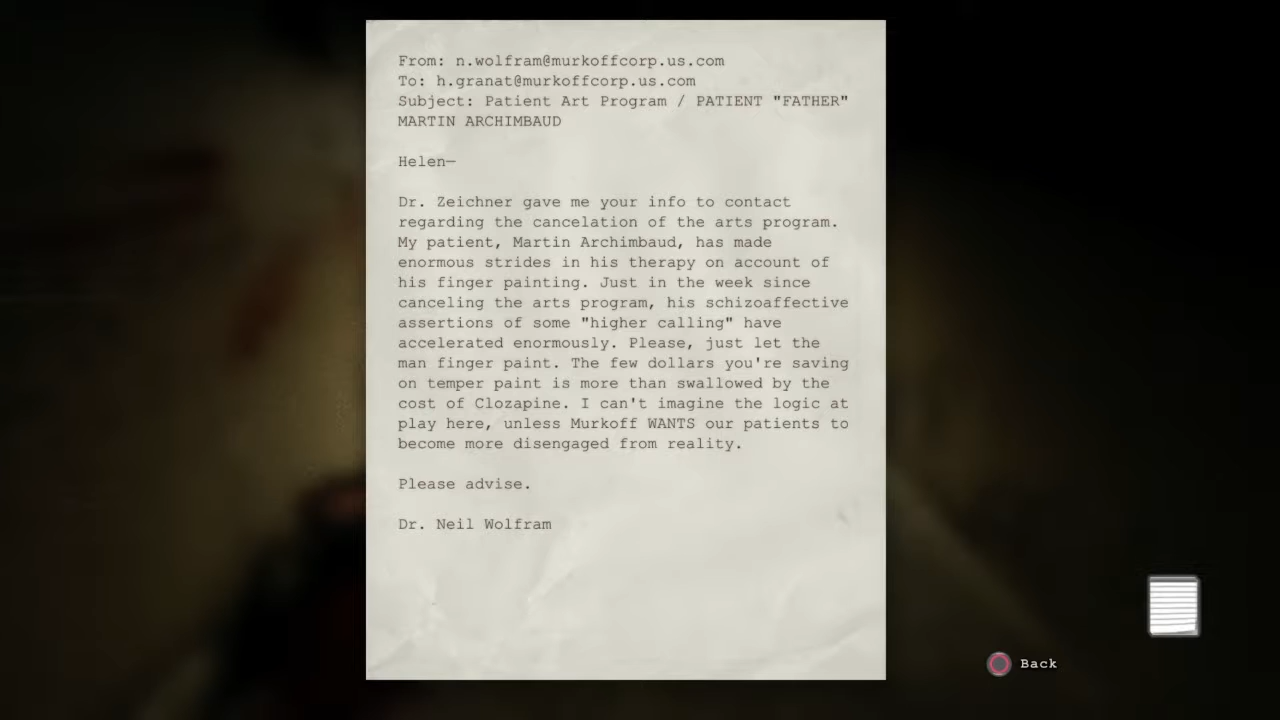 From: n.wolfram@murkoffcorp.us.com
To: h.granat@murkoffcorp.us.com
Subject: Patient Art Program / PATIENT "FATHER"
MARTIN ARCHIMBAUD
Helen—
Dr. Zeichner gave me your info to contact
regarding the cancelation of the arts program.
My patient, Martin Archimbaud, has made
enormous strides in his therapy on account of
his finger painting. Just in the week since
canceling the arts program, his schizoaffective
assertions of some "higher calling" have
accelerated enormously. Please, just let the
man finger paint. The few dollars you're saving
on temper paint is more than swallowed by the
cost of Clozapine. I can't imagine the logic at
play here, unless Murkoff WANTS our patients to
become more disengaged from reality.
Please advise.
Dr. Neil Wolfram
Back